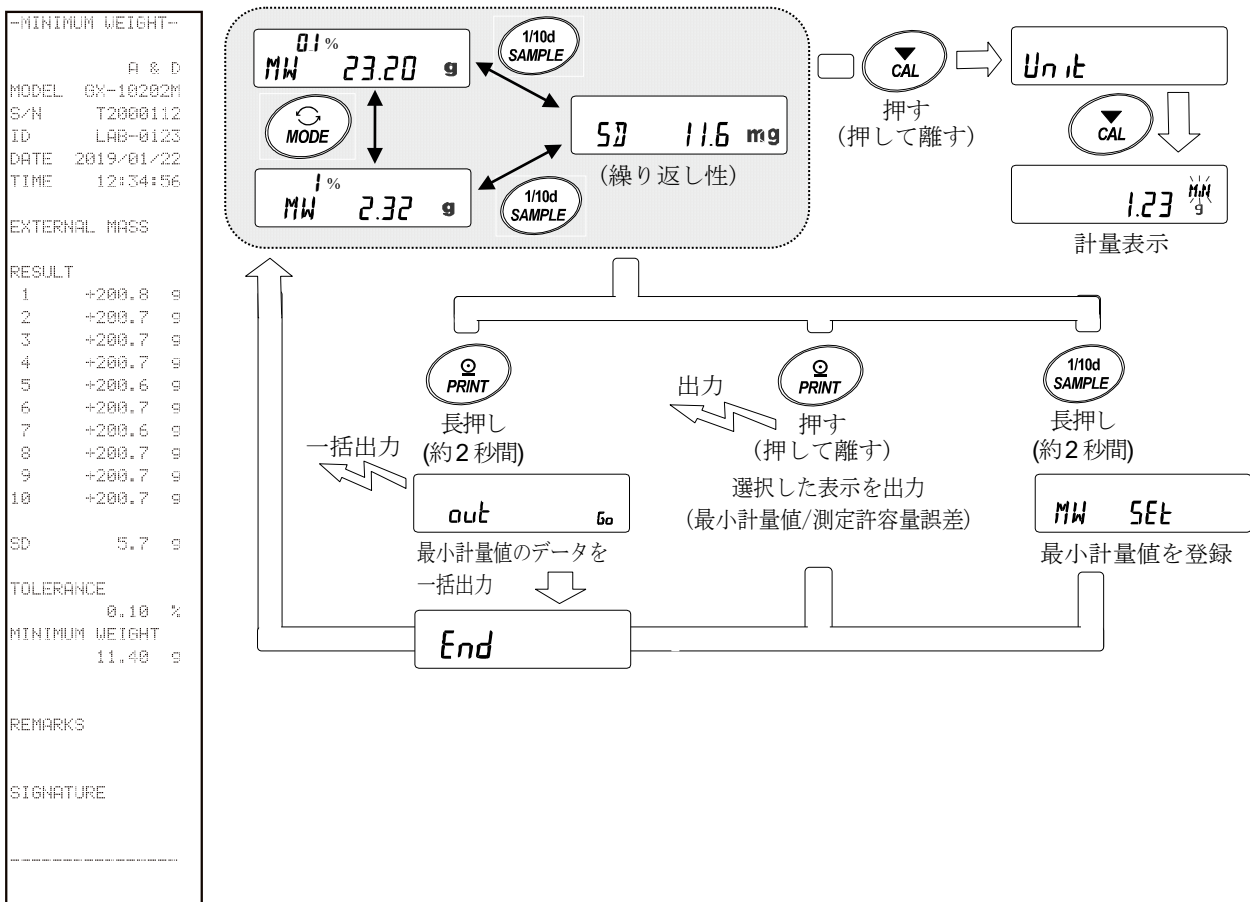 -MINIMUM WEIGHT-
A & D
MODEL GX-10202M
S/N T2000112
ID LAB-0123
DATE 2019/01/22
TIME 12:34:56
EXTERNAL MASS
RESULT
1 +200.8 g
2 +200.7 g
3 +200.7 g
4 +200.7 g
5 +200.6 g
6 +200.7 g
7 +200.6 g
8 +200.7 g
9 +200.7 g
10 +200.7 g
SD 5.7 g
TOLERANCE
0.10 %
MINIMUM WEIGHT
11.40 g
REMARKS
SIGNATURE
0.1 %
MW 23.20 g
1/10d
SAMPLE
MODE
SD 11.6 mg
(繰り返し性)
1 %
MW 2.32 g
1/10d
SAMPLE
CAL
押す
(押して離す)
Unit
CAL
1.23 MiN
g
計量表示
PRINT
長押し
(約2秒間)
一括出力
out Go
最小計量値のデータを
一括出力
End
出力
PRINT
押す
(押して離す)
選択した表示を出力
(最小計量値/測定許容量誤差)
1/10d
SAMPLE
長押し
(約2秒間)
MW SEt
最小計量値を登録